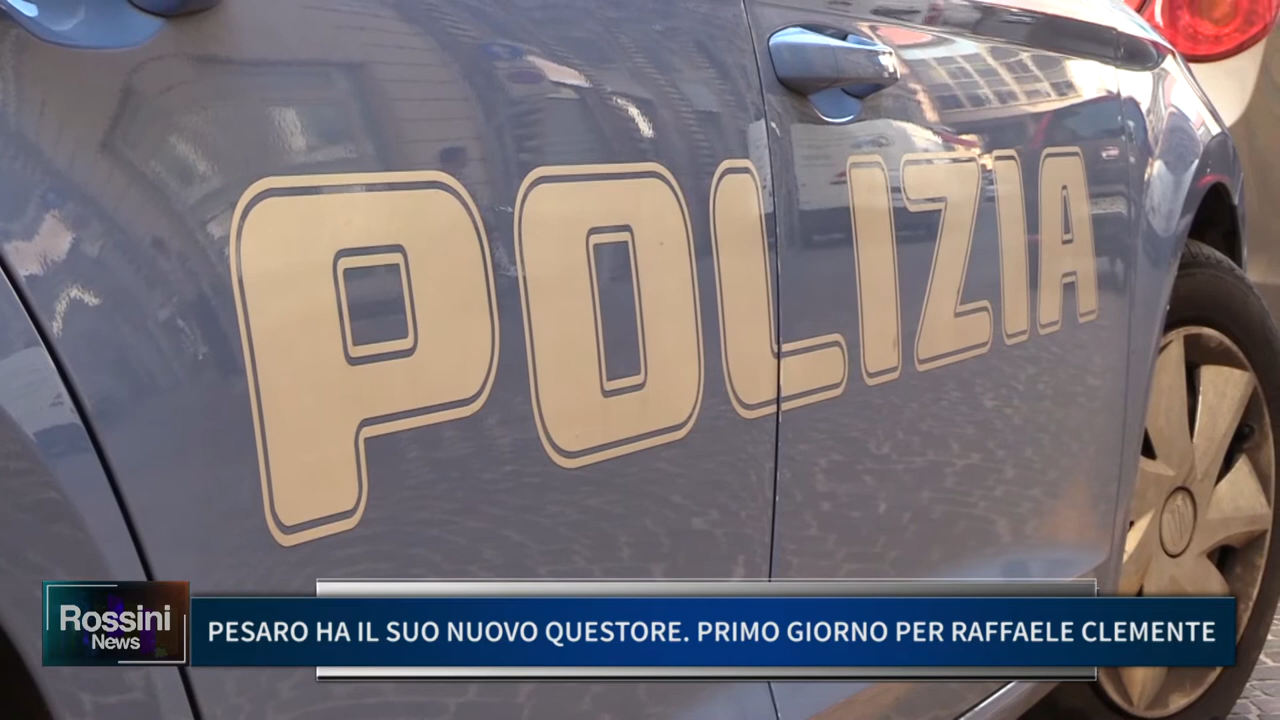 POLIZIA
Rossini
News
PESARO HA IL SUO NUOVO QUESTORE. PRIMO GIORNO PER RAFFAELE CLEMENTE